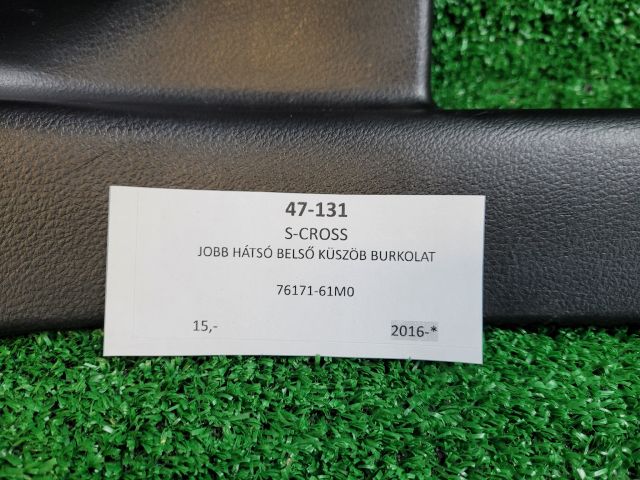 47-131
S-CROSS
JOBB HÁTSÓ BELSŐ KÜSZÖB BURKOLAT
76171-61M0
15,- 2016-*